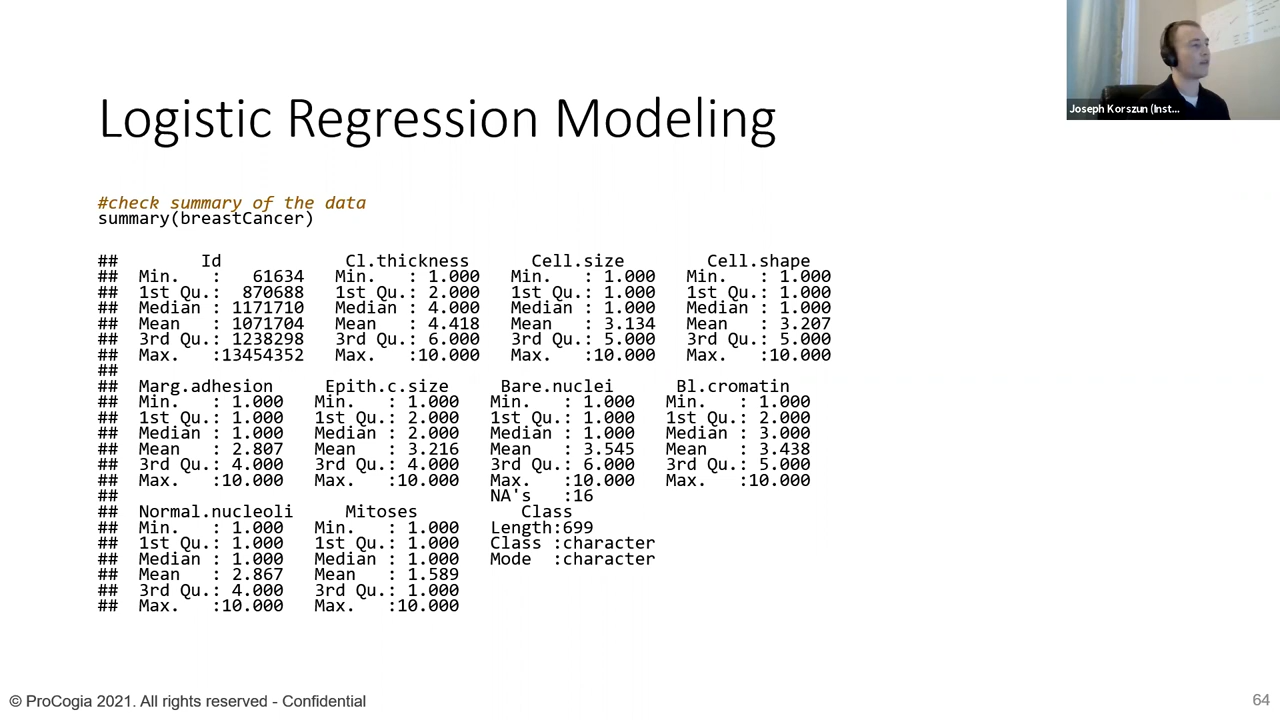 Joseph Korszun (Inst...
Logistic Regression Modeling
#check summary of the data
summary(breastCancer)
##        Id            Cl.thickness      Cell.size        Cell.shape
##  Min.   :   61634   Min.   : 1.000   Min.   : 1.000   Min.   : 1.000
##  1st Qu.:  870688   1st Qu.: 2.000   1st Qu.: 1.000   1st Qu.: 1.000
##  Median : 1171710   Median : 4.000   Median : 1.000   Median : 1.000
##  Mean   : 1071704   Mean   : 4.418   Mean   : 3.134   Mean   : 3.207
##  3rd Qu.: 1238298   3rd Qu.: 6.000   3rd Qu.: 5.000   3rd Qu.: 5.000
##  Max.   :13454352   Max.   :10.000   Max.   :10.000   Max.   :10.000
##
##  Marg.adhesion     Epith.c.size     Bare.nuclei      Bl.cromatin
##  Min.   : 1.000   Min.   : 1.000   Min.   : 1.000   Min.   : 1.000
##  1st Qu.: 1.000   1st Qu.: 2.000   1st Qu.: 1.000   1st Qu.: 2.000
##  Median : 1.000   Median : 2.000   Median : 1.000   Median : 3.000
##  Mean   : 2.807   Mean   : 3.216   Mean   : 3.545   Mean   : 3.438
##  3rd Qu.: 4.000   3rd Qu.: 4.000   3rd Qu.: 6.000   3rd Qu.: 5.000
##  Max.   :10.000   Max.   :10.000   Max.   :10.000   Max.   :10.000
##                                    NA's   :16
##  Normal.nucleoli     Mitoses          Class
##  Min.   : 1.000   Min.   : 1.000   Length:699
##  1st Qu.: 1.000   1st Qu.: 1.000   Class :character
##  Median : 1.000   Median : 1.000   Mode  :character
##  Mean   : 2.867   Mean   : 1.589
##  3rd Qu.: 4.000   3rd Qu.: 1.000
##  Max.   :10.000   Max.   :10.000
© ProCogia 2021. All rights reserved - Confidential
64